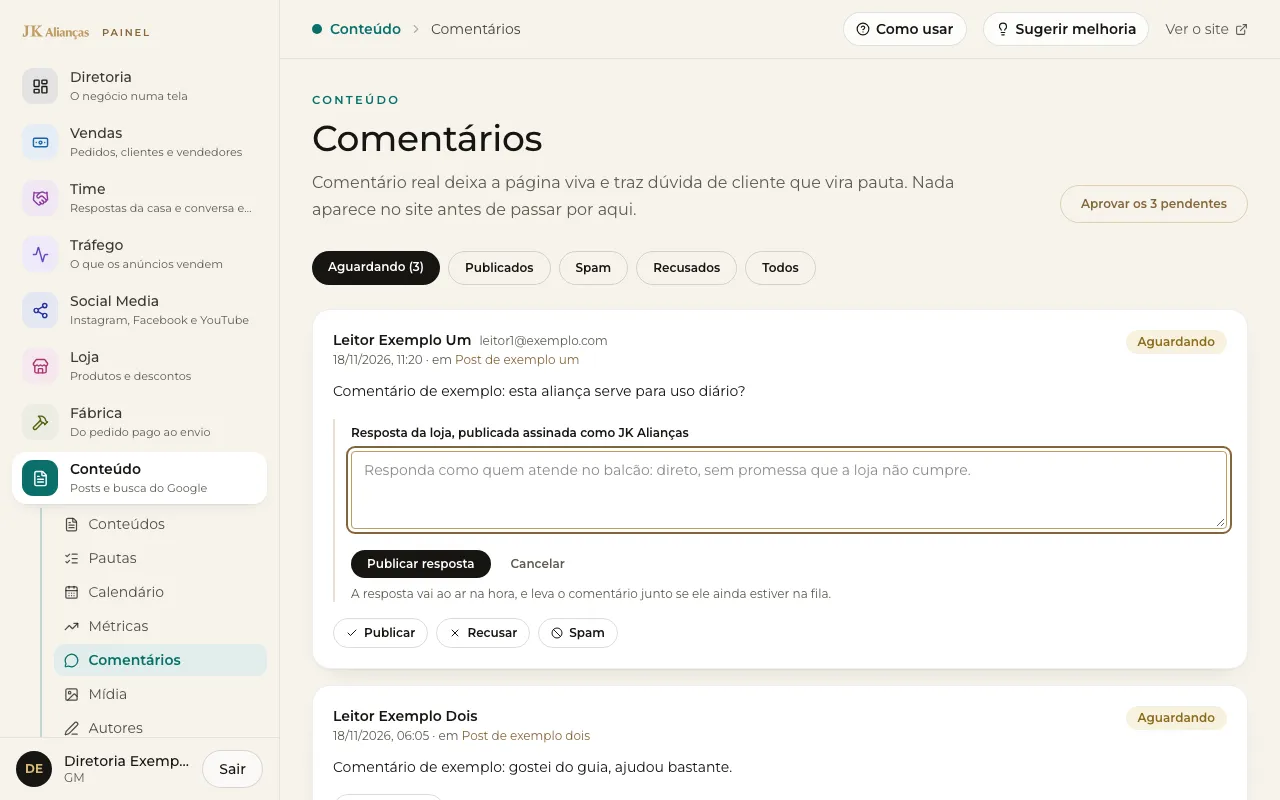 JK Alianças PAINEL
Diretoria
O negócio numa tela
Vendas
Pedidos, clientes e vendedores
Time
Respostas da casa e conversa e...
Tráfego
O que os anúncios vendem
Social Media
Instagram, Facebook e YouTube
Loja
Produtos e descontos
Fábrica
Do pedido pago ao envio
Conteúdo
Posts e busca do Google
Conteúdos
Pautas
Calendário
Métricas
Comentários
Mídia
Autores
DE
Diretoria Exemp...
GM
Sair
Conteúdo > Comentários
Como usar
Sugerir melhoria
Ver o site
CONTEÚDO
Comentários
Comentário real deixa a página viva e traz dúvida de cliente que vira pauta. Nada
aparece no site antes de passar por aqui.
Aprovar os 3 pendentes
Aguardando (3)
Publicados
Spam
Recusados
Todos
Leitor Exemplo Um leitor1@exemplo.com
Aguardando
18/11/2026, 11:20 · em Post de exemplo um
Comentário de exemplo: esta aliança serve para uso diário?
Resposta da loja, publicada assinada como JK Alianças
Responda como quem atende no balcão: direto, sem promessa que a loja não cumpre.
Publicar resposta
Cancelar
A resposta vai ao ar na hora, e leva o comentário junto se ele ainda estiver na fila.
Publicar
Recusar
Spam
Leitor Exemplo Dois
Aguardando
18/11/2026, 06:05 · em Post de exemplo dois
Comentário de exemplo: gostei do guia, ajudou bastante.